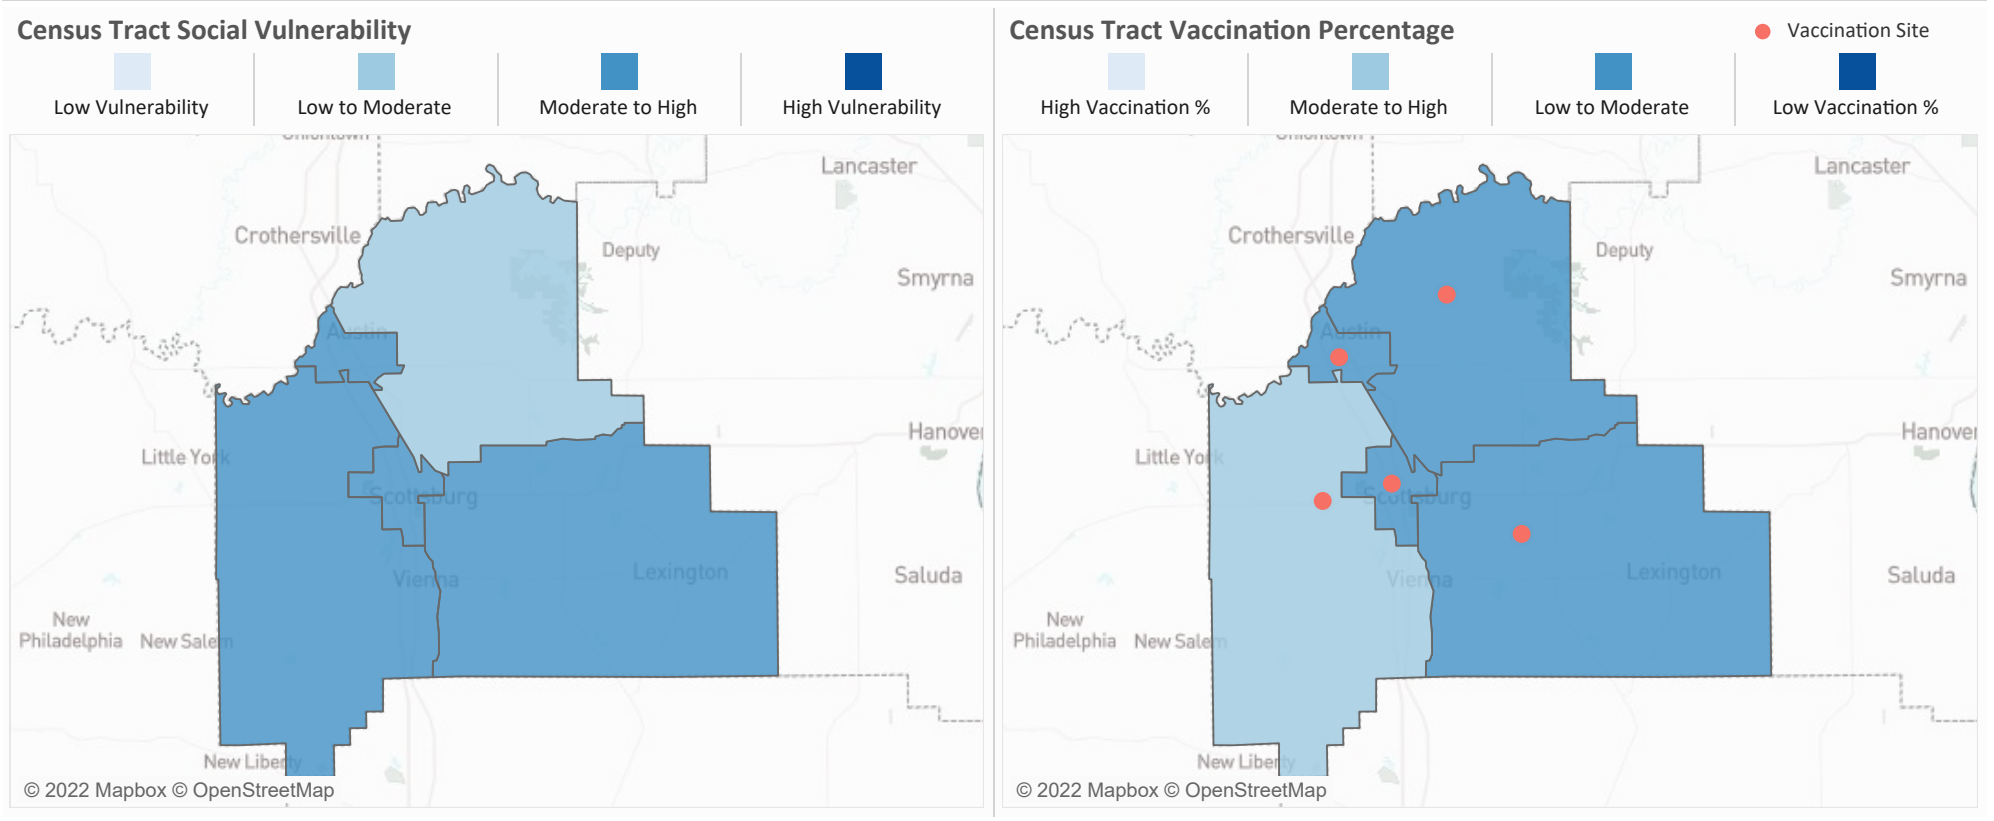 Census Tract Social Vulnerability
Low Vulnerability
Low to Moderate
Moderate to High
High Vulnerability
Uniontown
Lancaster
Crothersville
Deputy
Smyrna
Austin
Hanover
Little York
Scottsburg
Vienna
Lexington
Saluda
New
Philadelphia
New Salem
New Liberty
© 2022 Mapbox © OpenStreetMap
Census Tract Vaccination Percentage
Vaccination Site
High Vaccination %
Moderate to High
Low to Moderate
Low Vaccination %
Uniontown
Lancaster
Crothersville
Deputy
Smyrna
Austin
Hanover
Little York
Scottsburg
Vienna
Lexington
Saluda
New
Philadelphia
New Salem
New Liberty
© 2022 Mapbox © OpenStreetMap